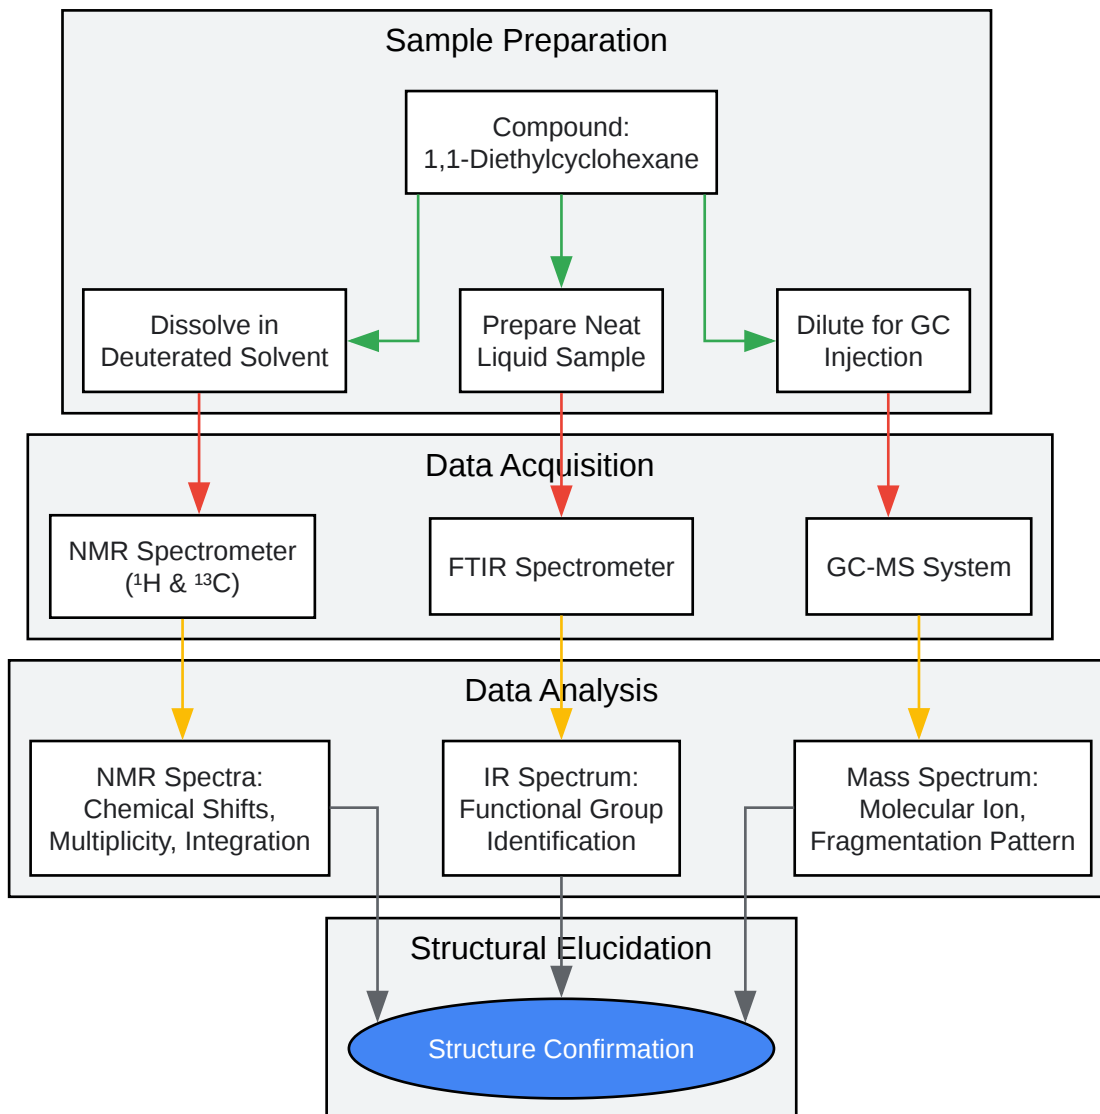 Sample Preparation
Compound:
1,1-Diethylcyclohexane
Dissolve in
Deuterated Solvent
Prepare Neat
Liquid Sample
Dilute for GC
Injection
Data Acquisition
NMR Spectrometer
(¹H & ¹³C)
FTIR Spectrometer
GC-MS System
Data Analysis
NMR Spectra:
Chemical Shifts,
Multiplicity, Integration
IR Spectrum:
Functional Group
Identification
Mass Spectrum:
Molecular Ion,
Fragmentation Pattern
Structural Elucidation
Structure Confirmation